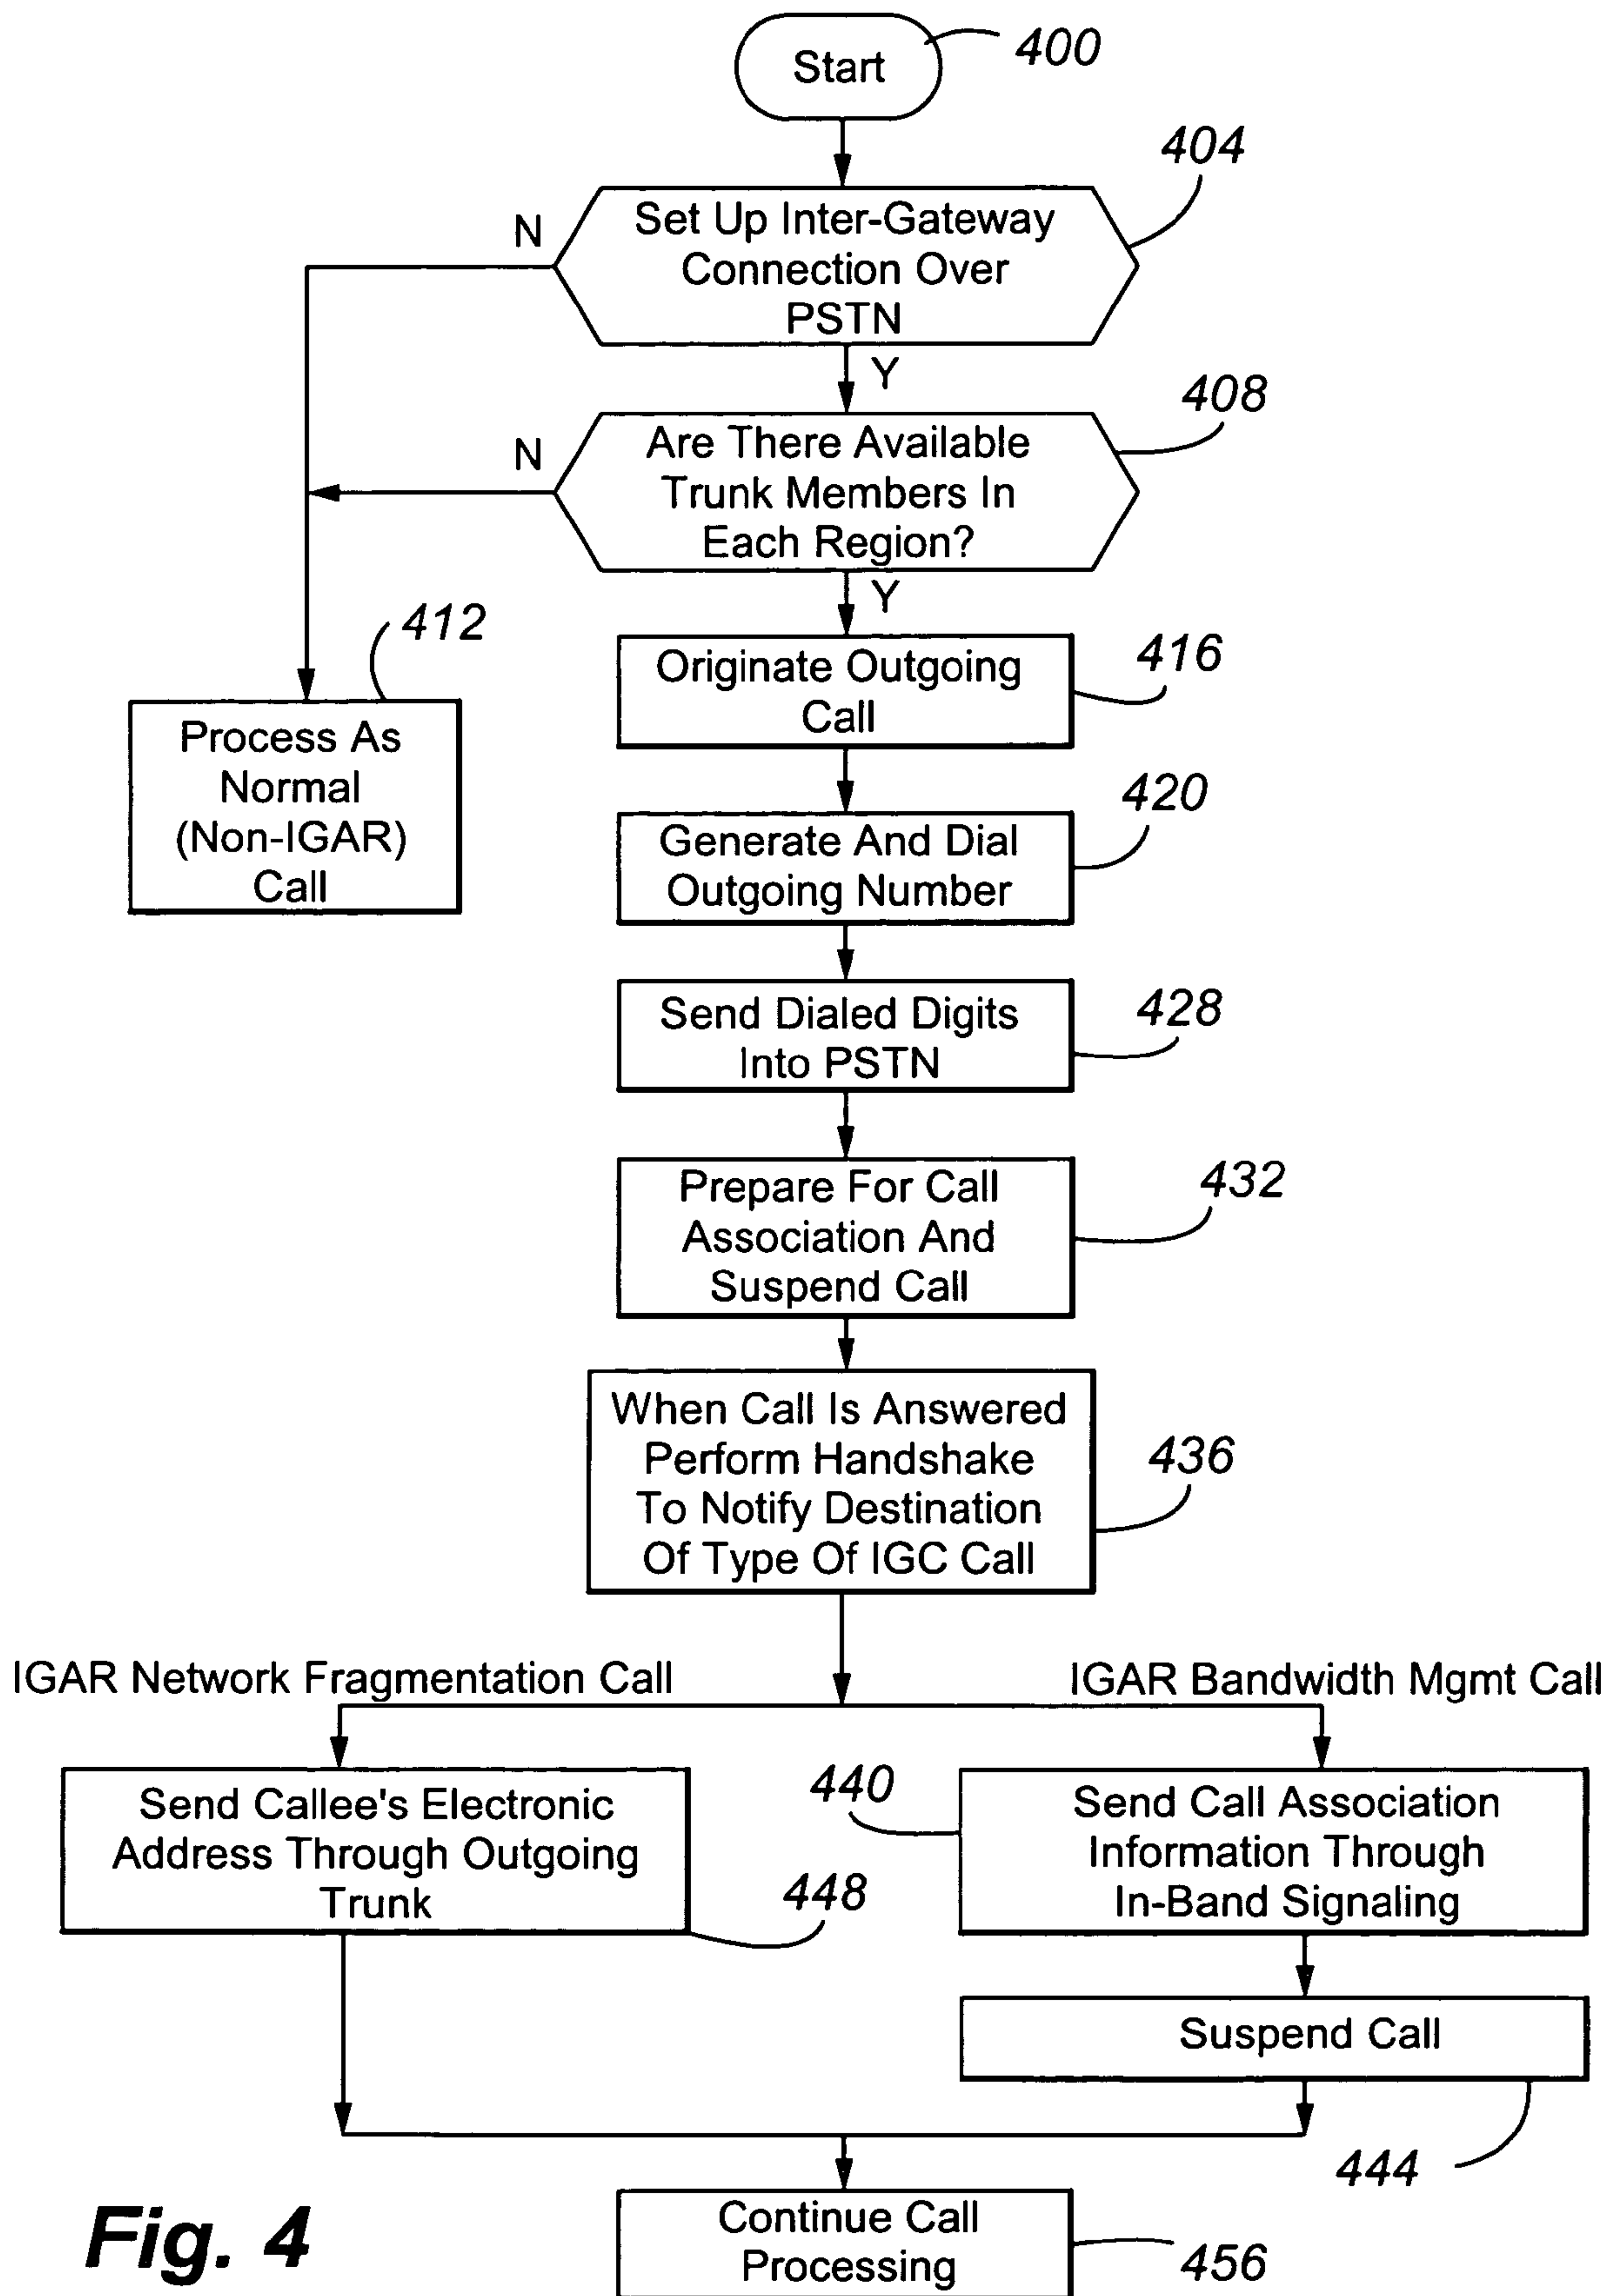 Start
400
404
N
Set Up Inter-Gateway
Connection Over
PSTN
Y
408
N
Are There Available
Trunk Members In
Each Region?
Y
412
416
Originate Outgoing
Call
Process As
Normal
(Non-IGAR)
Call
420
Generate And Dial
Outgoing Number
428
Send Dialed Digits
Into PSTN
432
Prepare For Call
Association And
Suspend Call
436
When Call Is Answered
Perform Handshake
To Notify Destination
Of Type Of IGC Call
IGAR Network Fragmentation Call
IGAR Bandwidth Mgmt Call
Send Callee's Electronic
Address Through Outgoing
Trunk
448
440
Send Call Association
Information Through
In-Band Signaling
Suspend Call
444
Continue Call
Processing
456
Fig. 4